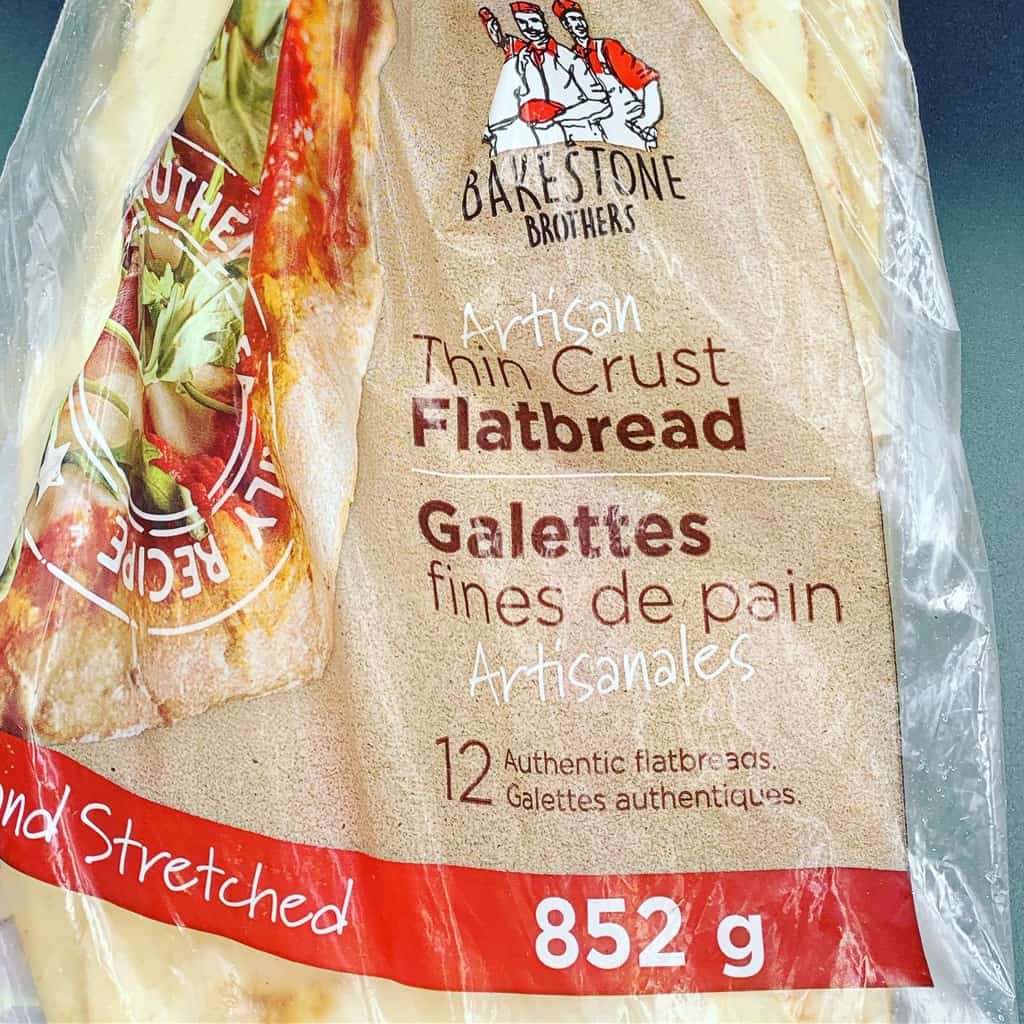 BAKESTONE
BROTHERS
Artisan
Thin Crust
Flatbread
Galettes
fines de pain
Artisanales
12 Authentic flatbreads.
Galettes authentiques.
RECIPE
Stretched
852 g